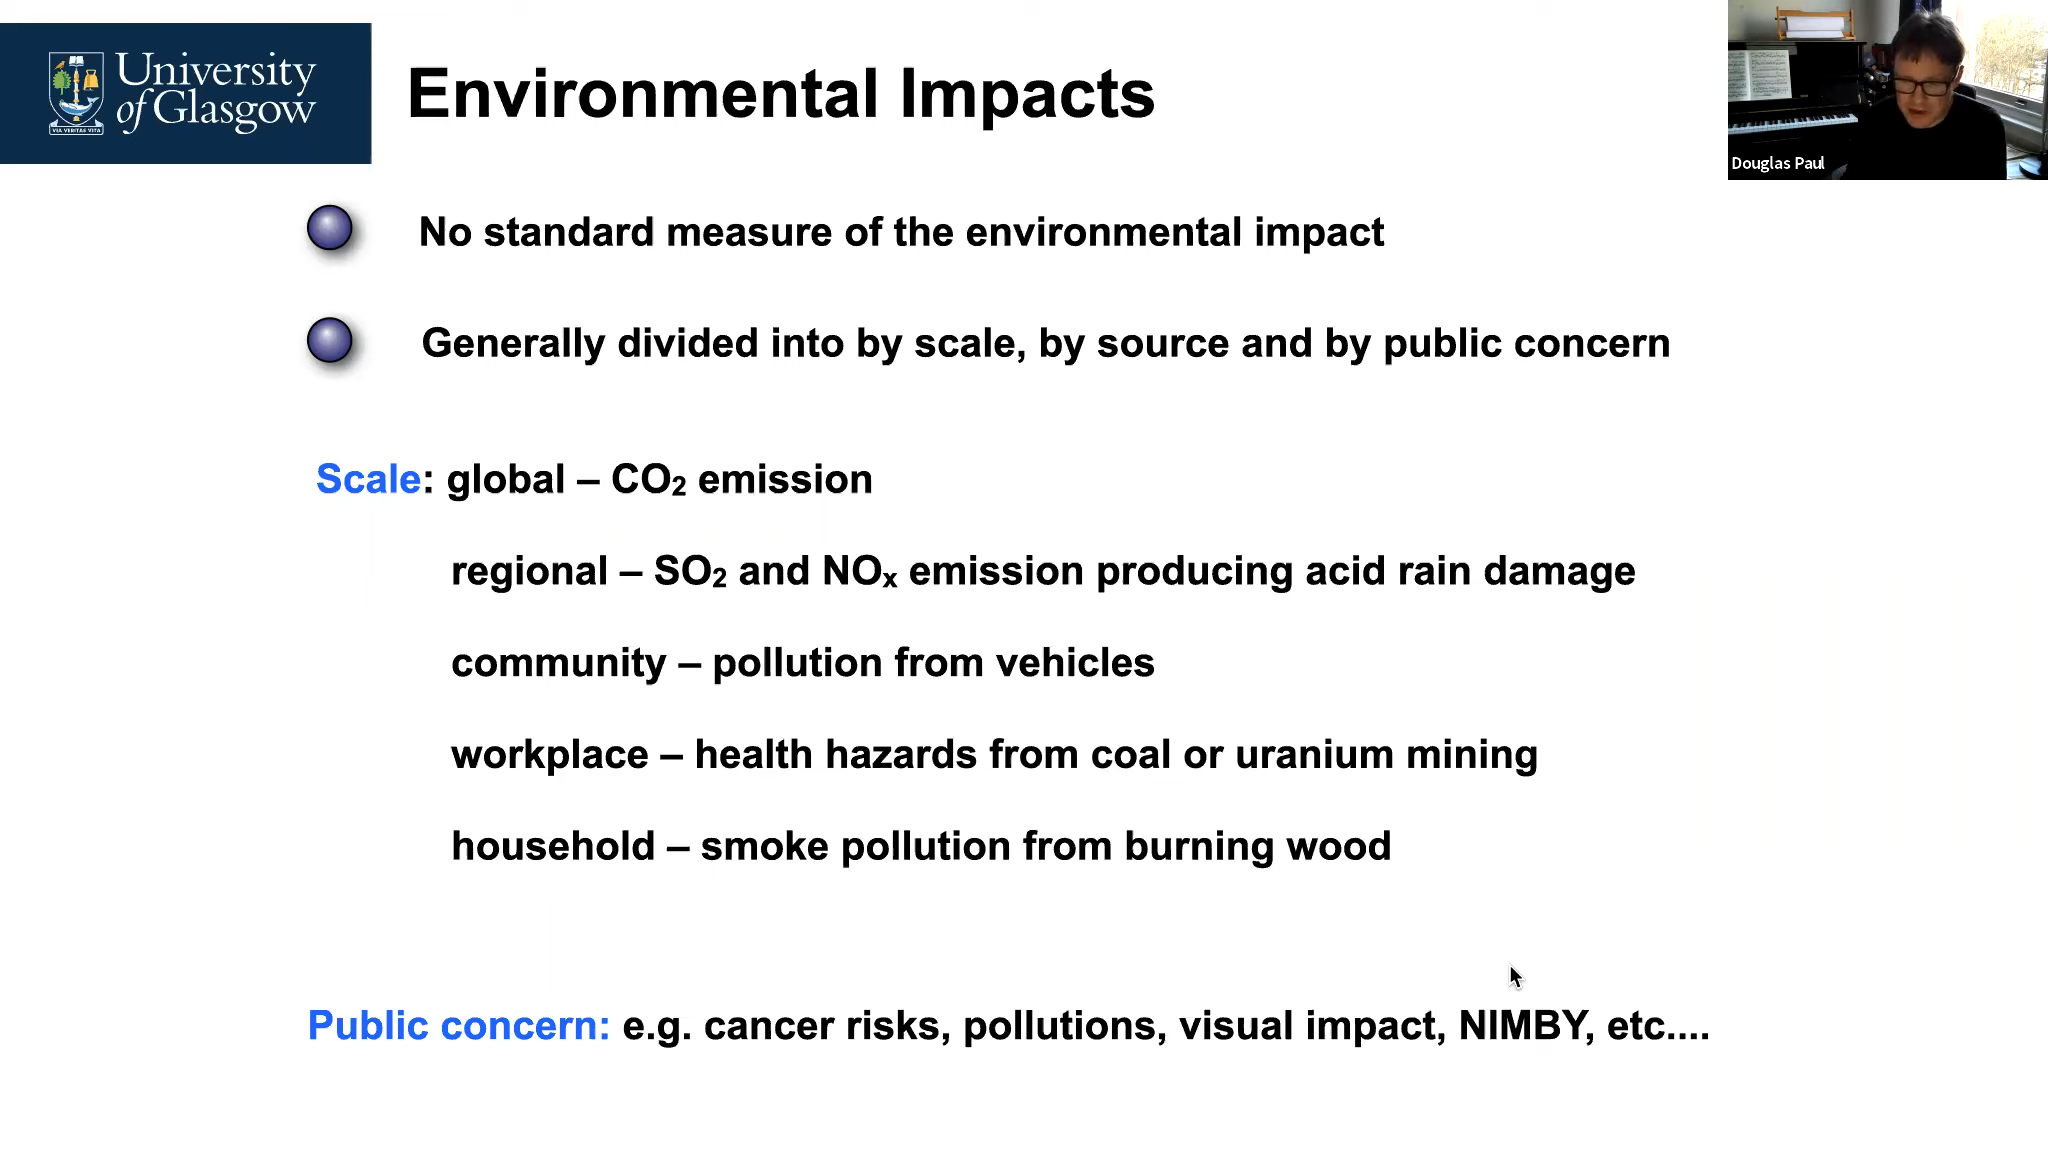 University
of Glasgow
VIA VERITAS VITA
Environmental Impacts
Douglas Paul
No standard measure of the environmental impact
Generally divided into by scale, by source and by public concern
Scale: global – CO₂ emission
regional – SO₂ and NOₓ emission producing acid rain damage
community – pollution from vehicles
workplace – health hazards from coal or uranium mining
household – smoke pollution from burning wood
Public concern: e.g. cancer risks, pollutions, visual impact, NIMBY, etc....